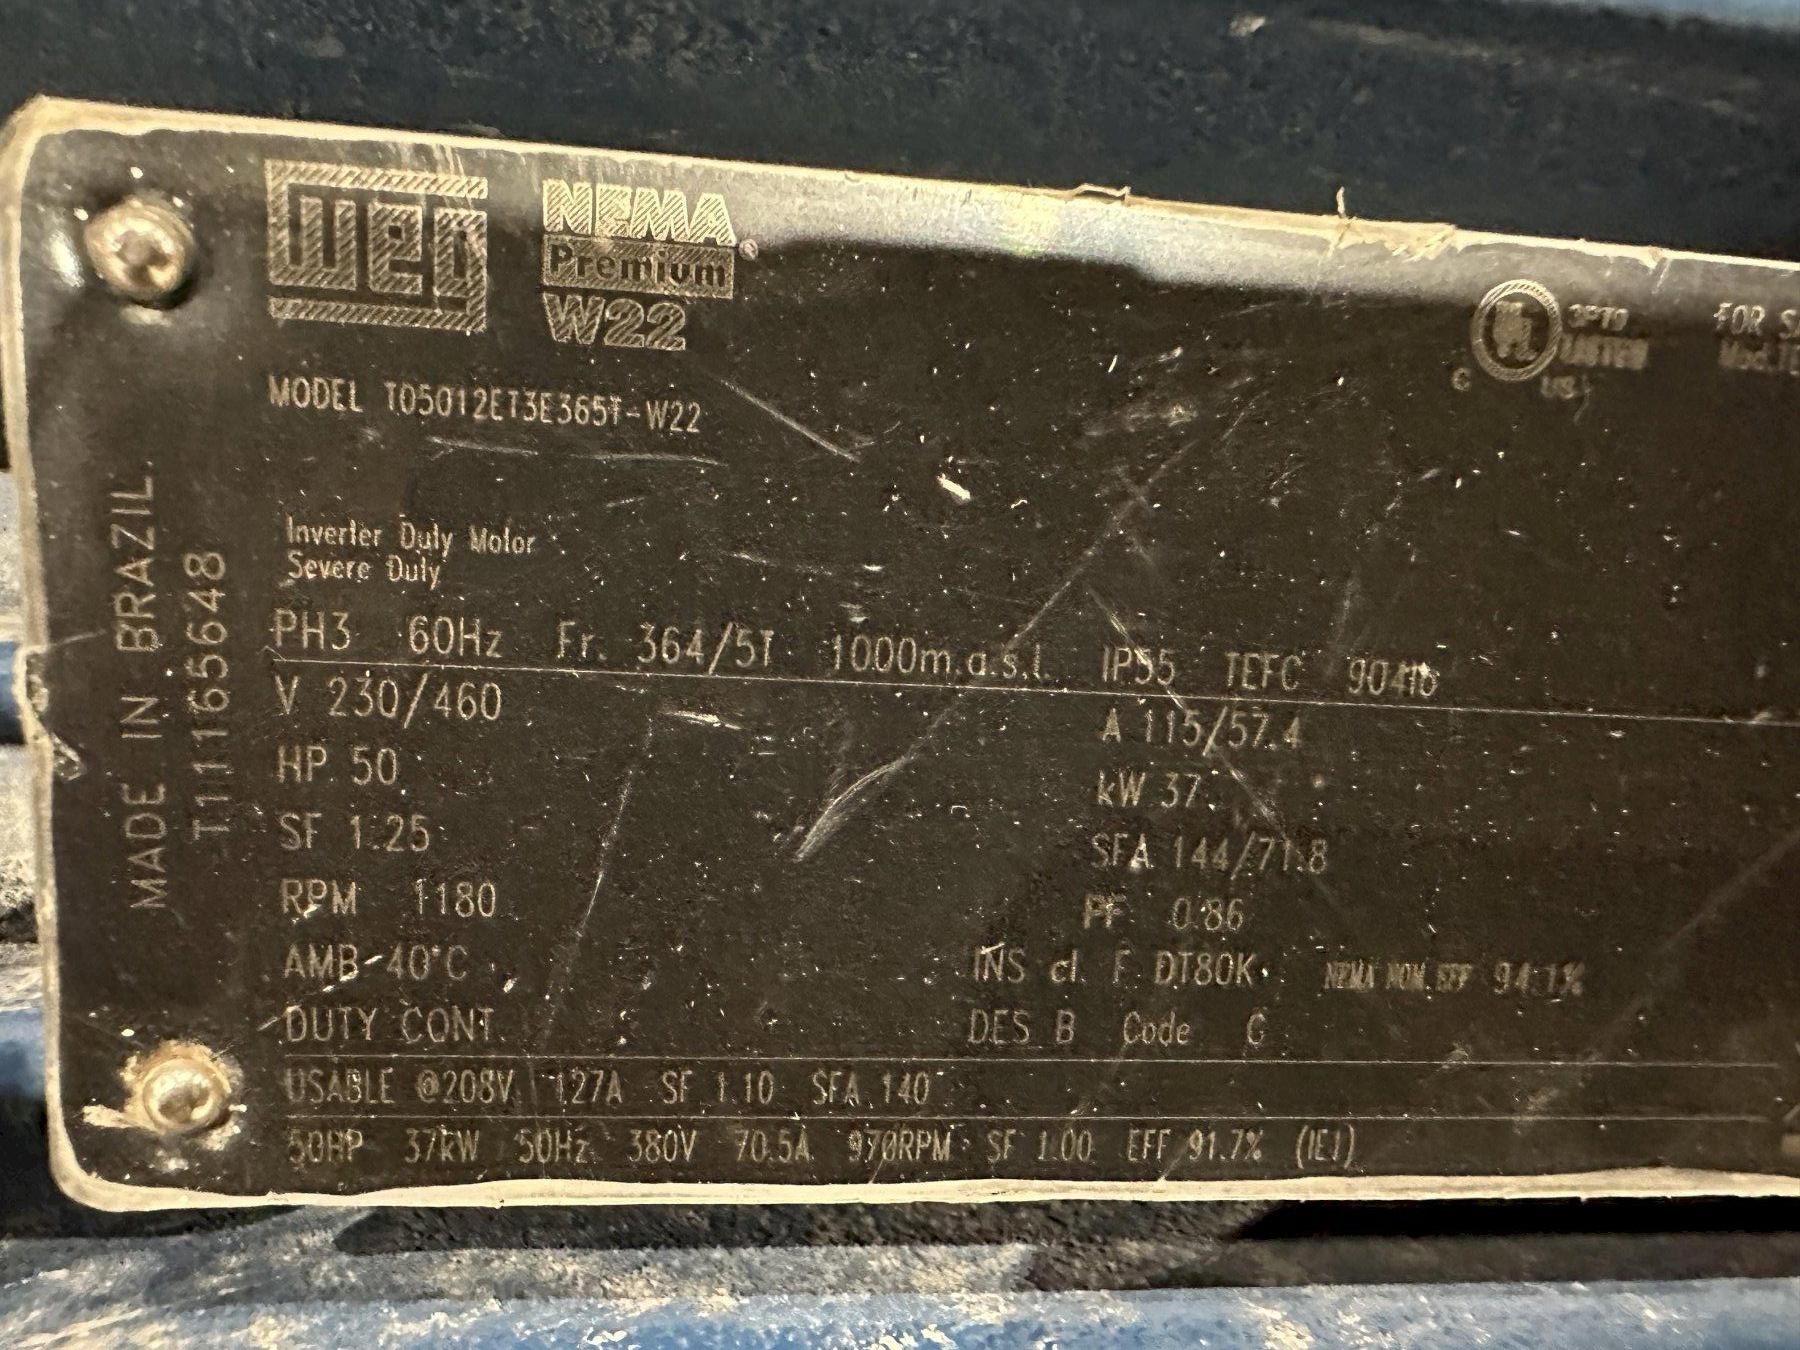 weg
NEMA
Premium®
W22
MODEL T05012ET3E365T-W22
c UL us
FOR
MADE IN BRAZIL
T11165648
Inverter Duty Motor
Severe Duty
PH3 60Hz Fr. 364/5T 1000m.a.s.l. IP55 TEFC
V 230/460 A 115/57.4
HP 50 kW 37
SF 1.25 SFA 144/71.8
RPM 1180 PF 0.86
AMB 40°C INS cl F DT80K NEMA NOM. EFF 94.1%
DUTY CONT. DES B Code G
USABLE @208V 127A SF 1.10 SFA 140
50HP 37kW 50Hz 380V 70.5A 970RPM SF 1.00 EFF 91.7% (IE1)